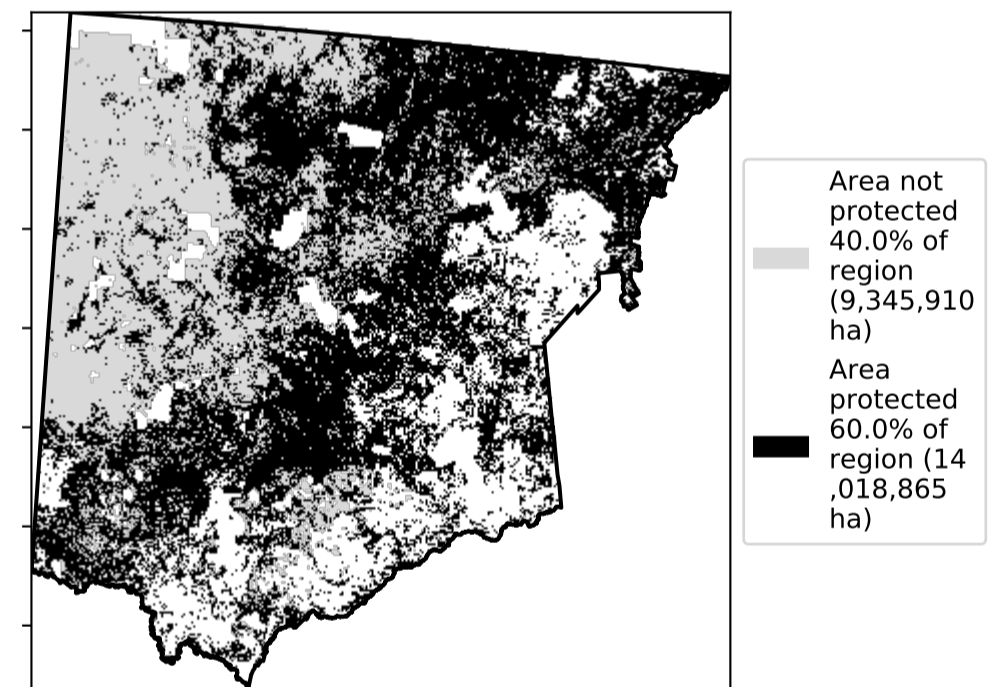 Area not
protected
40.0% of
region
(9,345,910
ha)
Area
protected
60.0% of
region (14
,018,865
ha)